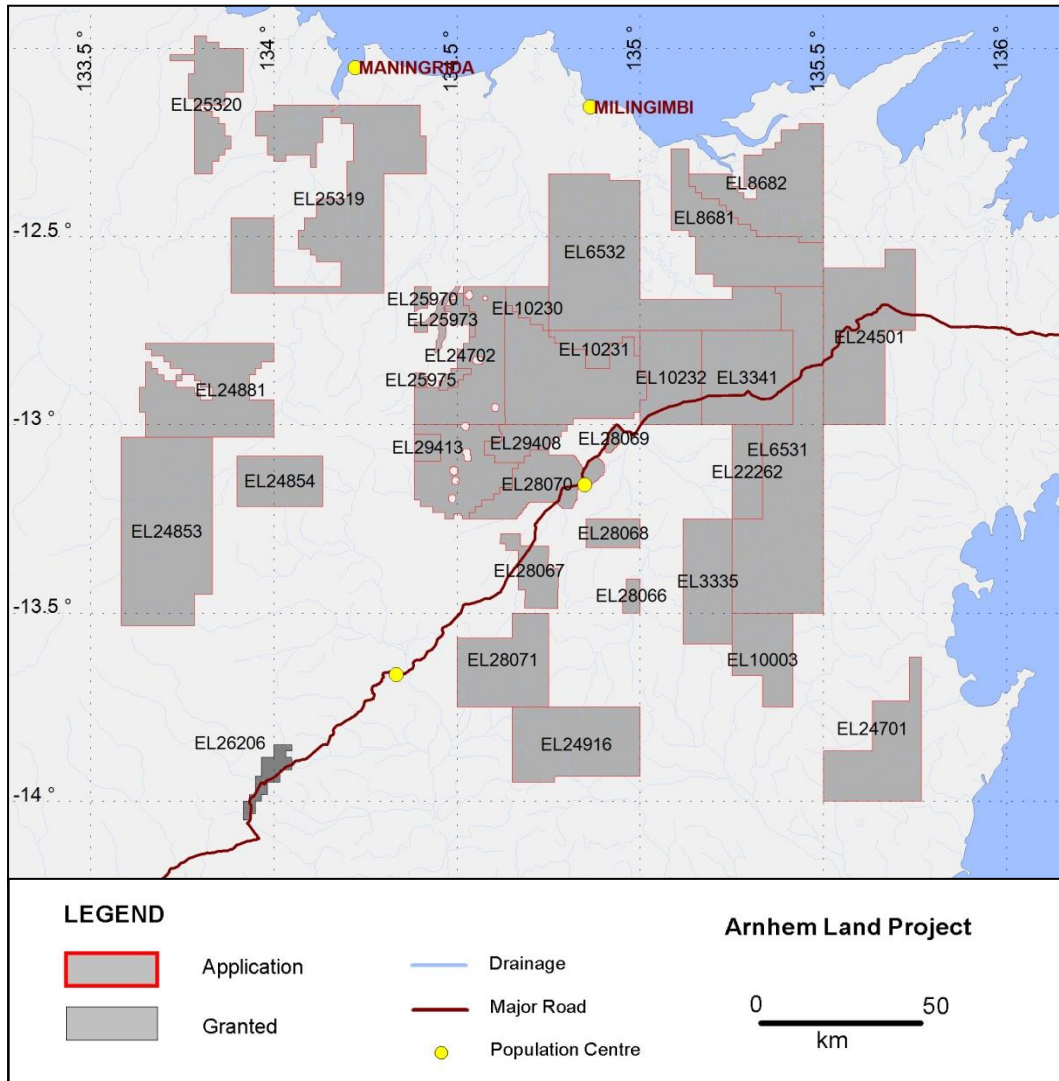 133.5 °
134 °
134.5 °
135 °
135.5 °
136 °
MANINGRIDA
MILINGIMBI
EL25320
EL8682
EL25319
EL8681
-12.5 °
EL6532
EL25970
EL10230
EL25973
EL24501
EL24702
EL10231
EL25975
EL10232
EL3341
EL24881
-13 °
EL29413
EL29408
EL28069
EL6531
EL22262
EL24854
EL28070
EL24853
EL28068
EL28067
EL3335
EL28066
-13.5 °
EL28071
EL10003
EL24701
EL26206
EL24916
-14 °
LEGEND
Application
Granted
Drainage
Major Road
Population Centre
Arnhem Land Project
0 50
km